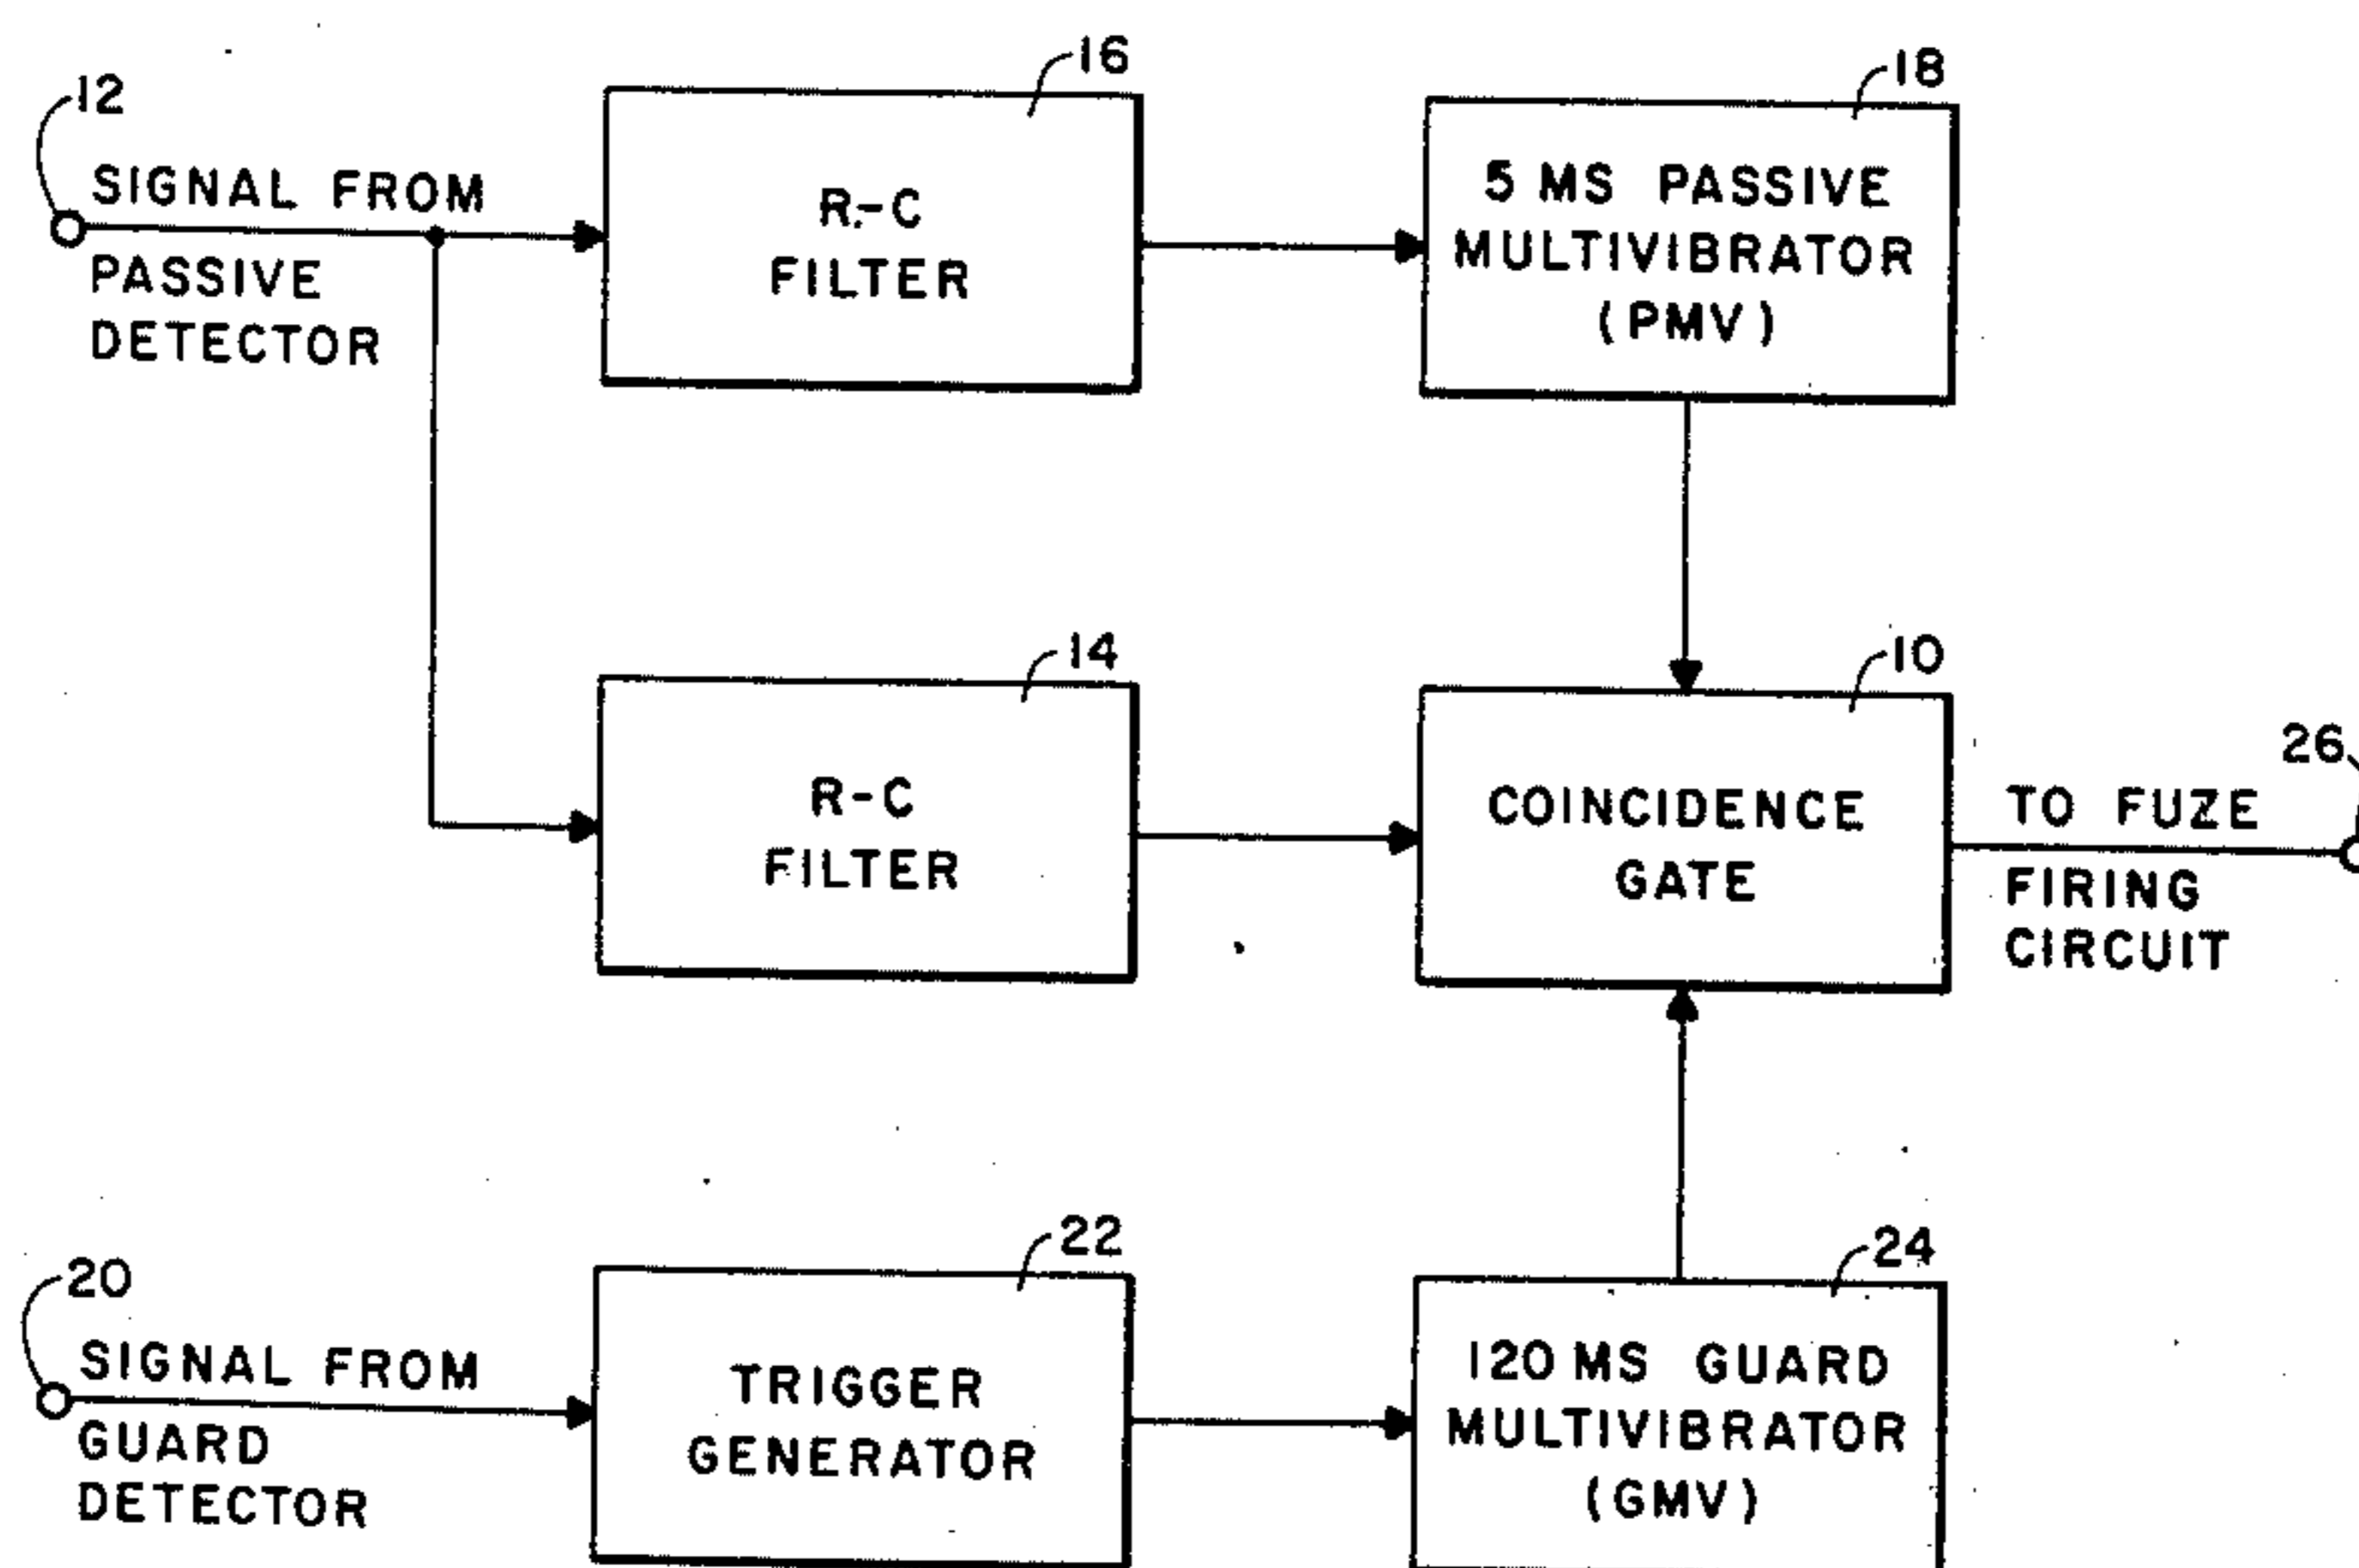 12
SIGNAL FROM
PASSIVE
DETECTOR
16
R-C
FILTER
18
5 MS PASSIVE
MULTIVIBRATOR
(PMV)
14
R-C
FILTER
10
COINCIDENCE
GATE
26
TO FUZE
FIRING
CIRCUIT
20
SIGNAL FROM
GUARD
DETECTOR
22
TRIGGER
GENERATOR
24
120 MS GUARD
MULTIVIBRATOR
(GMV)